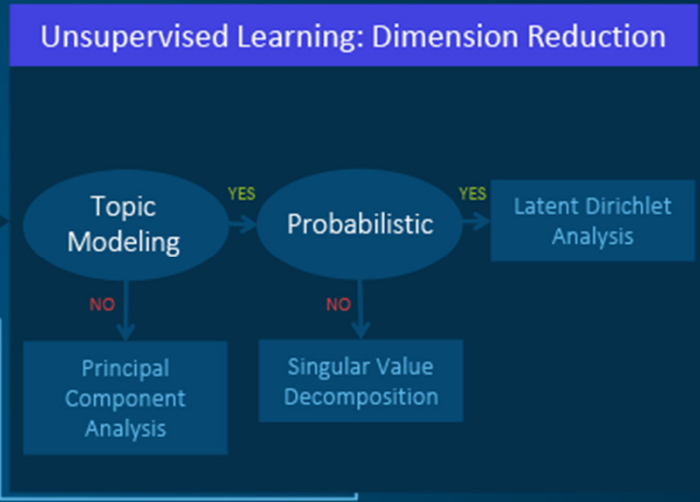 Unsupervised Learning: Dimension Reduction
Topic
Modeling
YES
Probabilistic
YES
Latent Dirichlet
Analysis
NO
NO
Principal
Component
Analysis
Singular Value
Decomposition